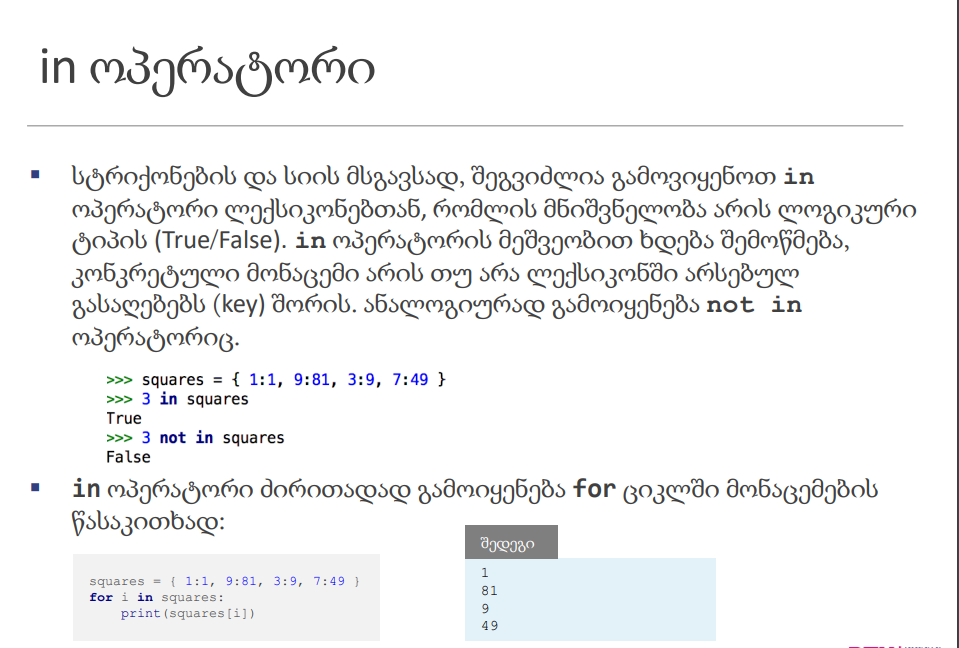 in ოპერატორი
▪ სტრიქონების და სიის მსგავსად, შეგვიძლია გამოვიყენოთ in
ოპერატორი ლექსიკონებთან, რომლის მნიშვნელობა არის ლოგიკური
ტიპის (True/False). in ოპერატორის მეშვეობით ხდება შემოწმება,
კონკრეტული მონაცემი არის თუ არა ლექსიკონში არსებულ
გასაღებებს (key) შორის. ანალოგიურად გამოიყენება not in
ოპერატორიც.
>>> squares = { 1:1, 9:81, 3:9, 7:49 }
>>> 3 in squares
True
>>> 3 not in squares
False
▪ in ოპერატორი ძირითადად გამოიყენება for ციკლში მონაცემების
წასაკითხად:
squares = { 1:1, 9:81, 3:9, 7:49 }
for i in squares:
    print(squares[i])
შედეგი
1
81
9
49